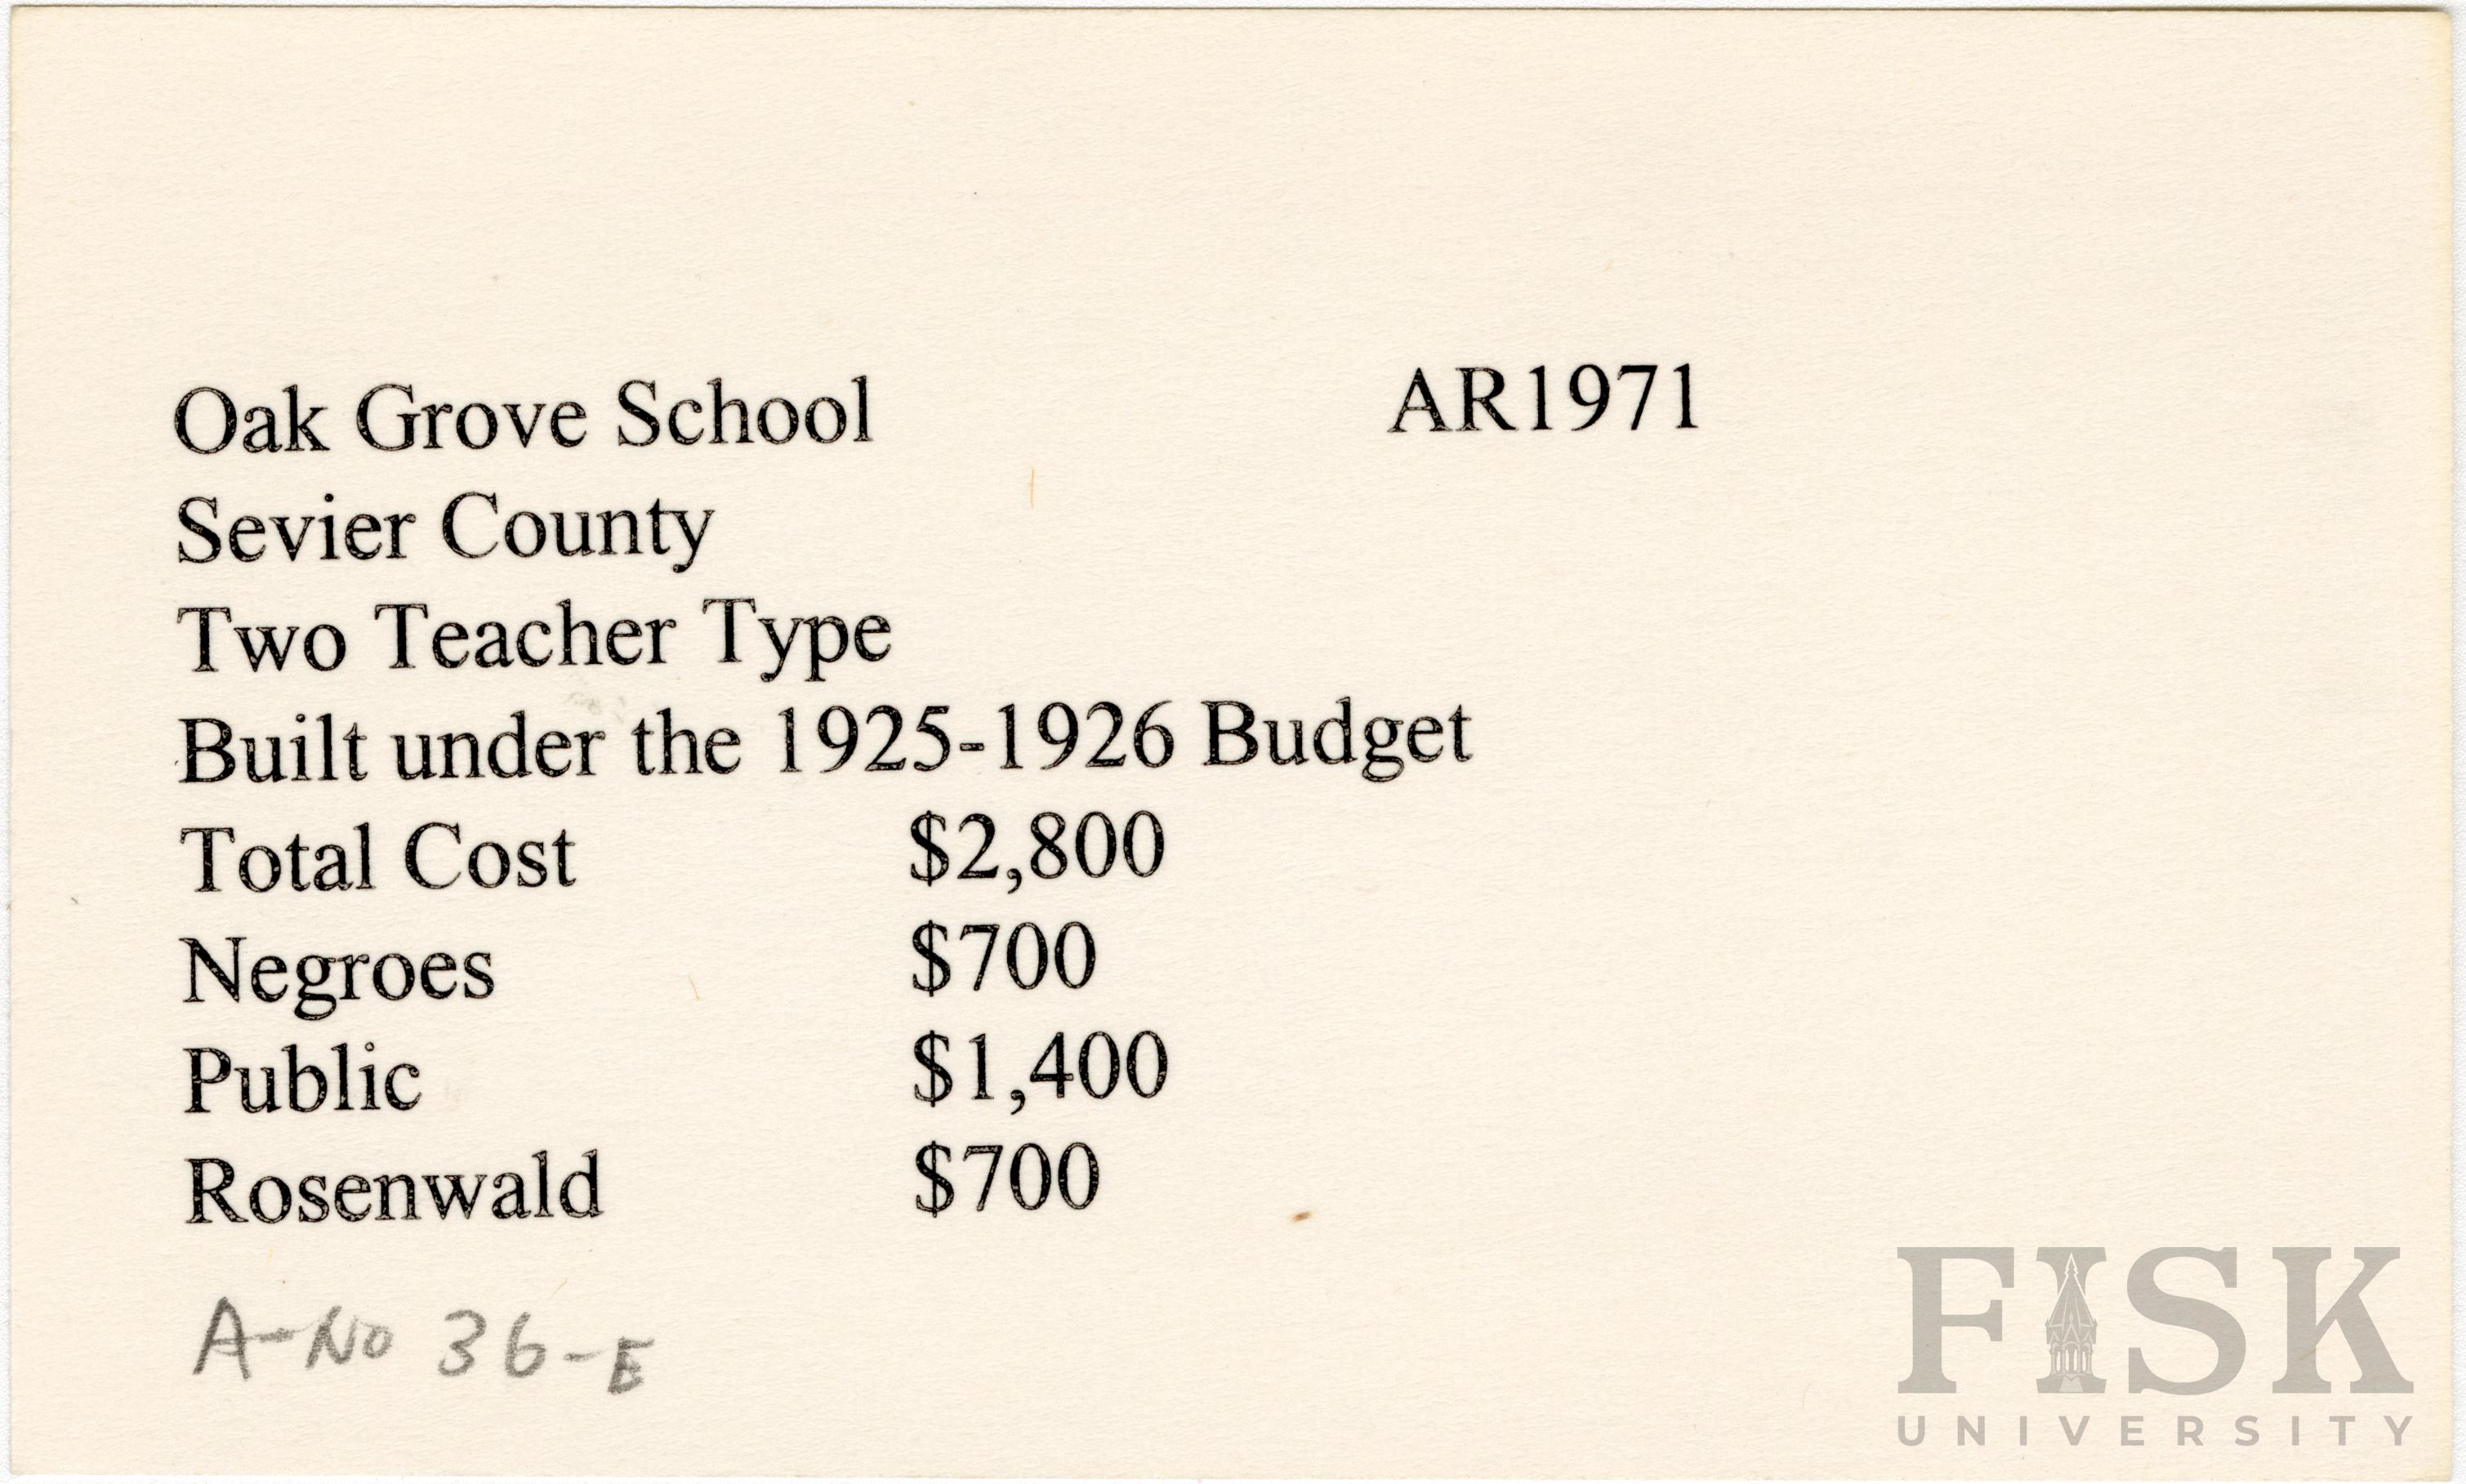 Oak Grove School AR1971
Sevier County
Two Teacher Type
Built under the 1925-1926 Budget
Total Cost $2,800
Negroes $700
Public $1,400
Rosenwald $700
A-No 36-E
FISK
UNIVERSITY